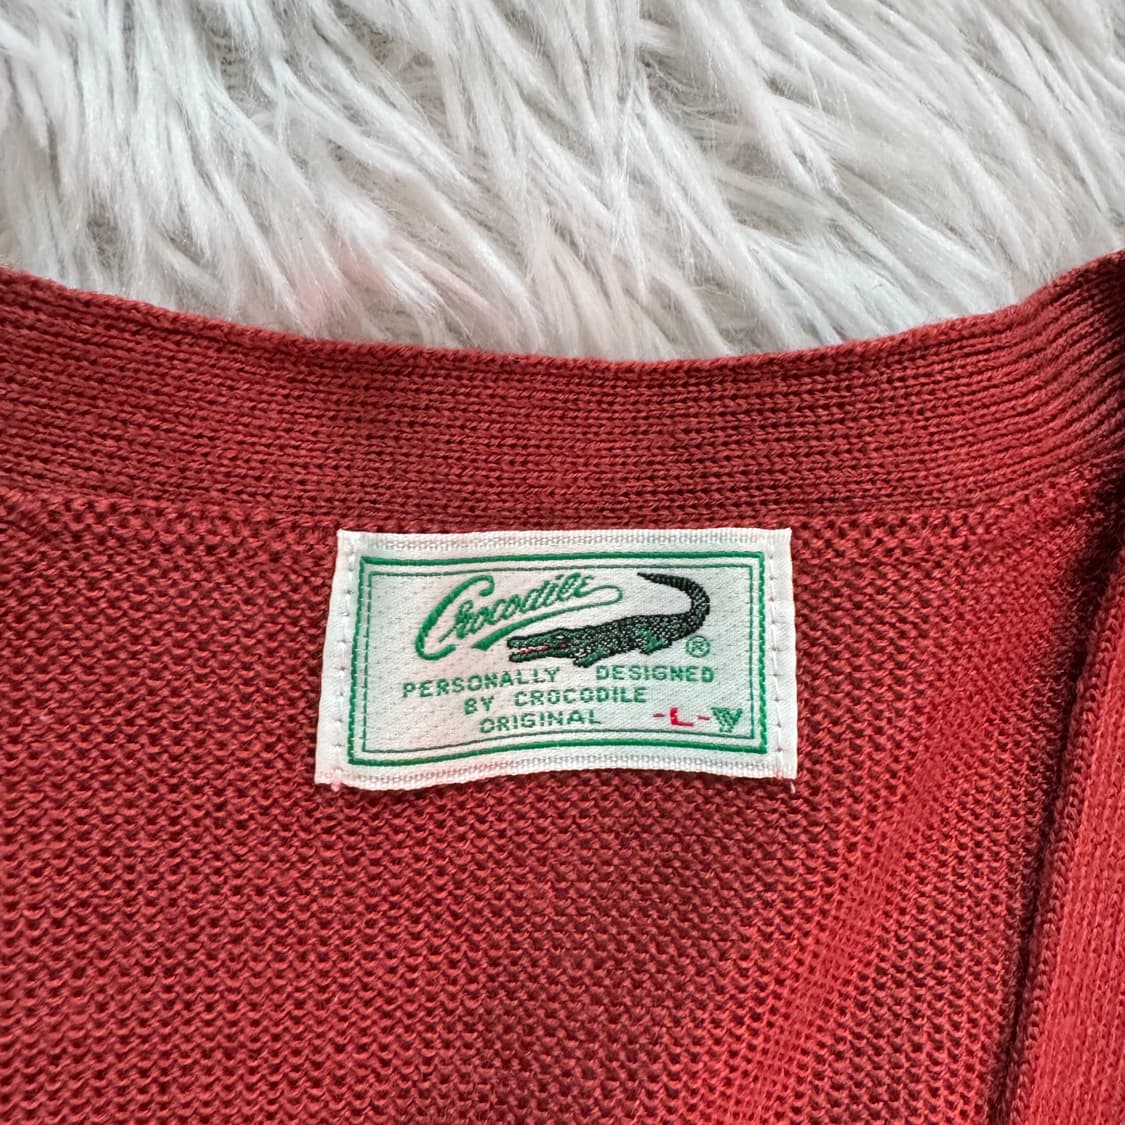 Crocodile ®
PERSONALLY DESIGNED
BY CROCODILE
ORIGINAL -L-